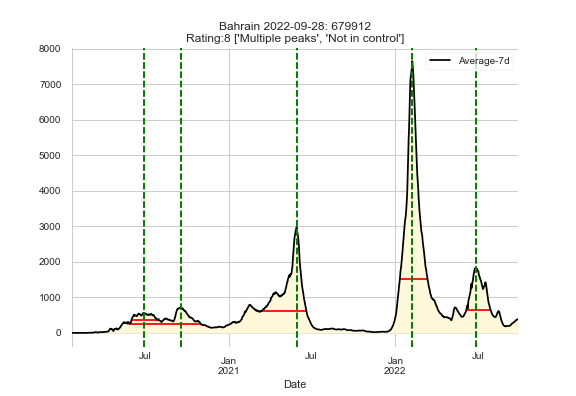 Bahrain 2022-09-28: 679912
Rating:8 ['Multiple peaks', 'Not in control']
Average-7d
8000
7000
6000
5000
4000
3000
2000
1000
0
Jul
Jan
2021
Jul
Jan
2022
Jul
Date